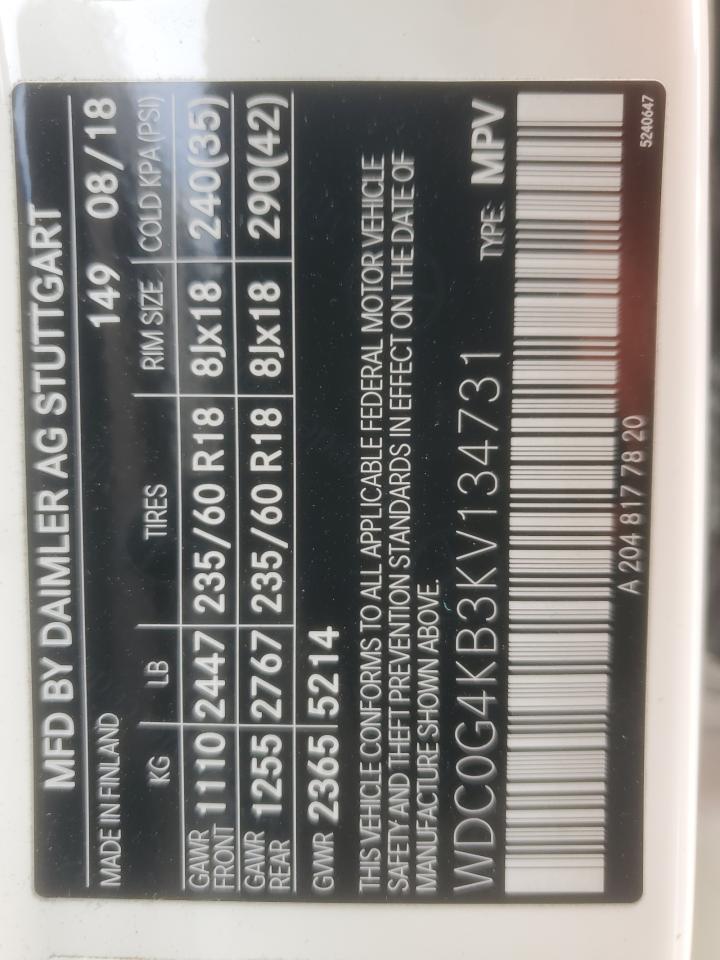 MFD BY DAIMLER AG STUTTGART
MADE IN FINLAND 149 08/18
KG LB TIRES RIM SIZE COLD KPA(PSI)
GAWR FRONT 1110 2447 235/60 R18 8Jx18 240(35)
GAWR REAR 1255 2767 235/60 R18 8Jx18 290(42)
GVWR 2365 5214
THIS VEHICLE CONFORMS TO ALL APPLICABLE FEDERAL MOTOR VEHICLE
SAFETY AND THEFT PREVENTION STANDARDS IN EFFECT ON THE DATE OF
MANUFACTURE SHOWN ABOVE.
WDC0G4KB3KV134731 TYPE: MPV
A 204 817 78 20
5240647